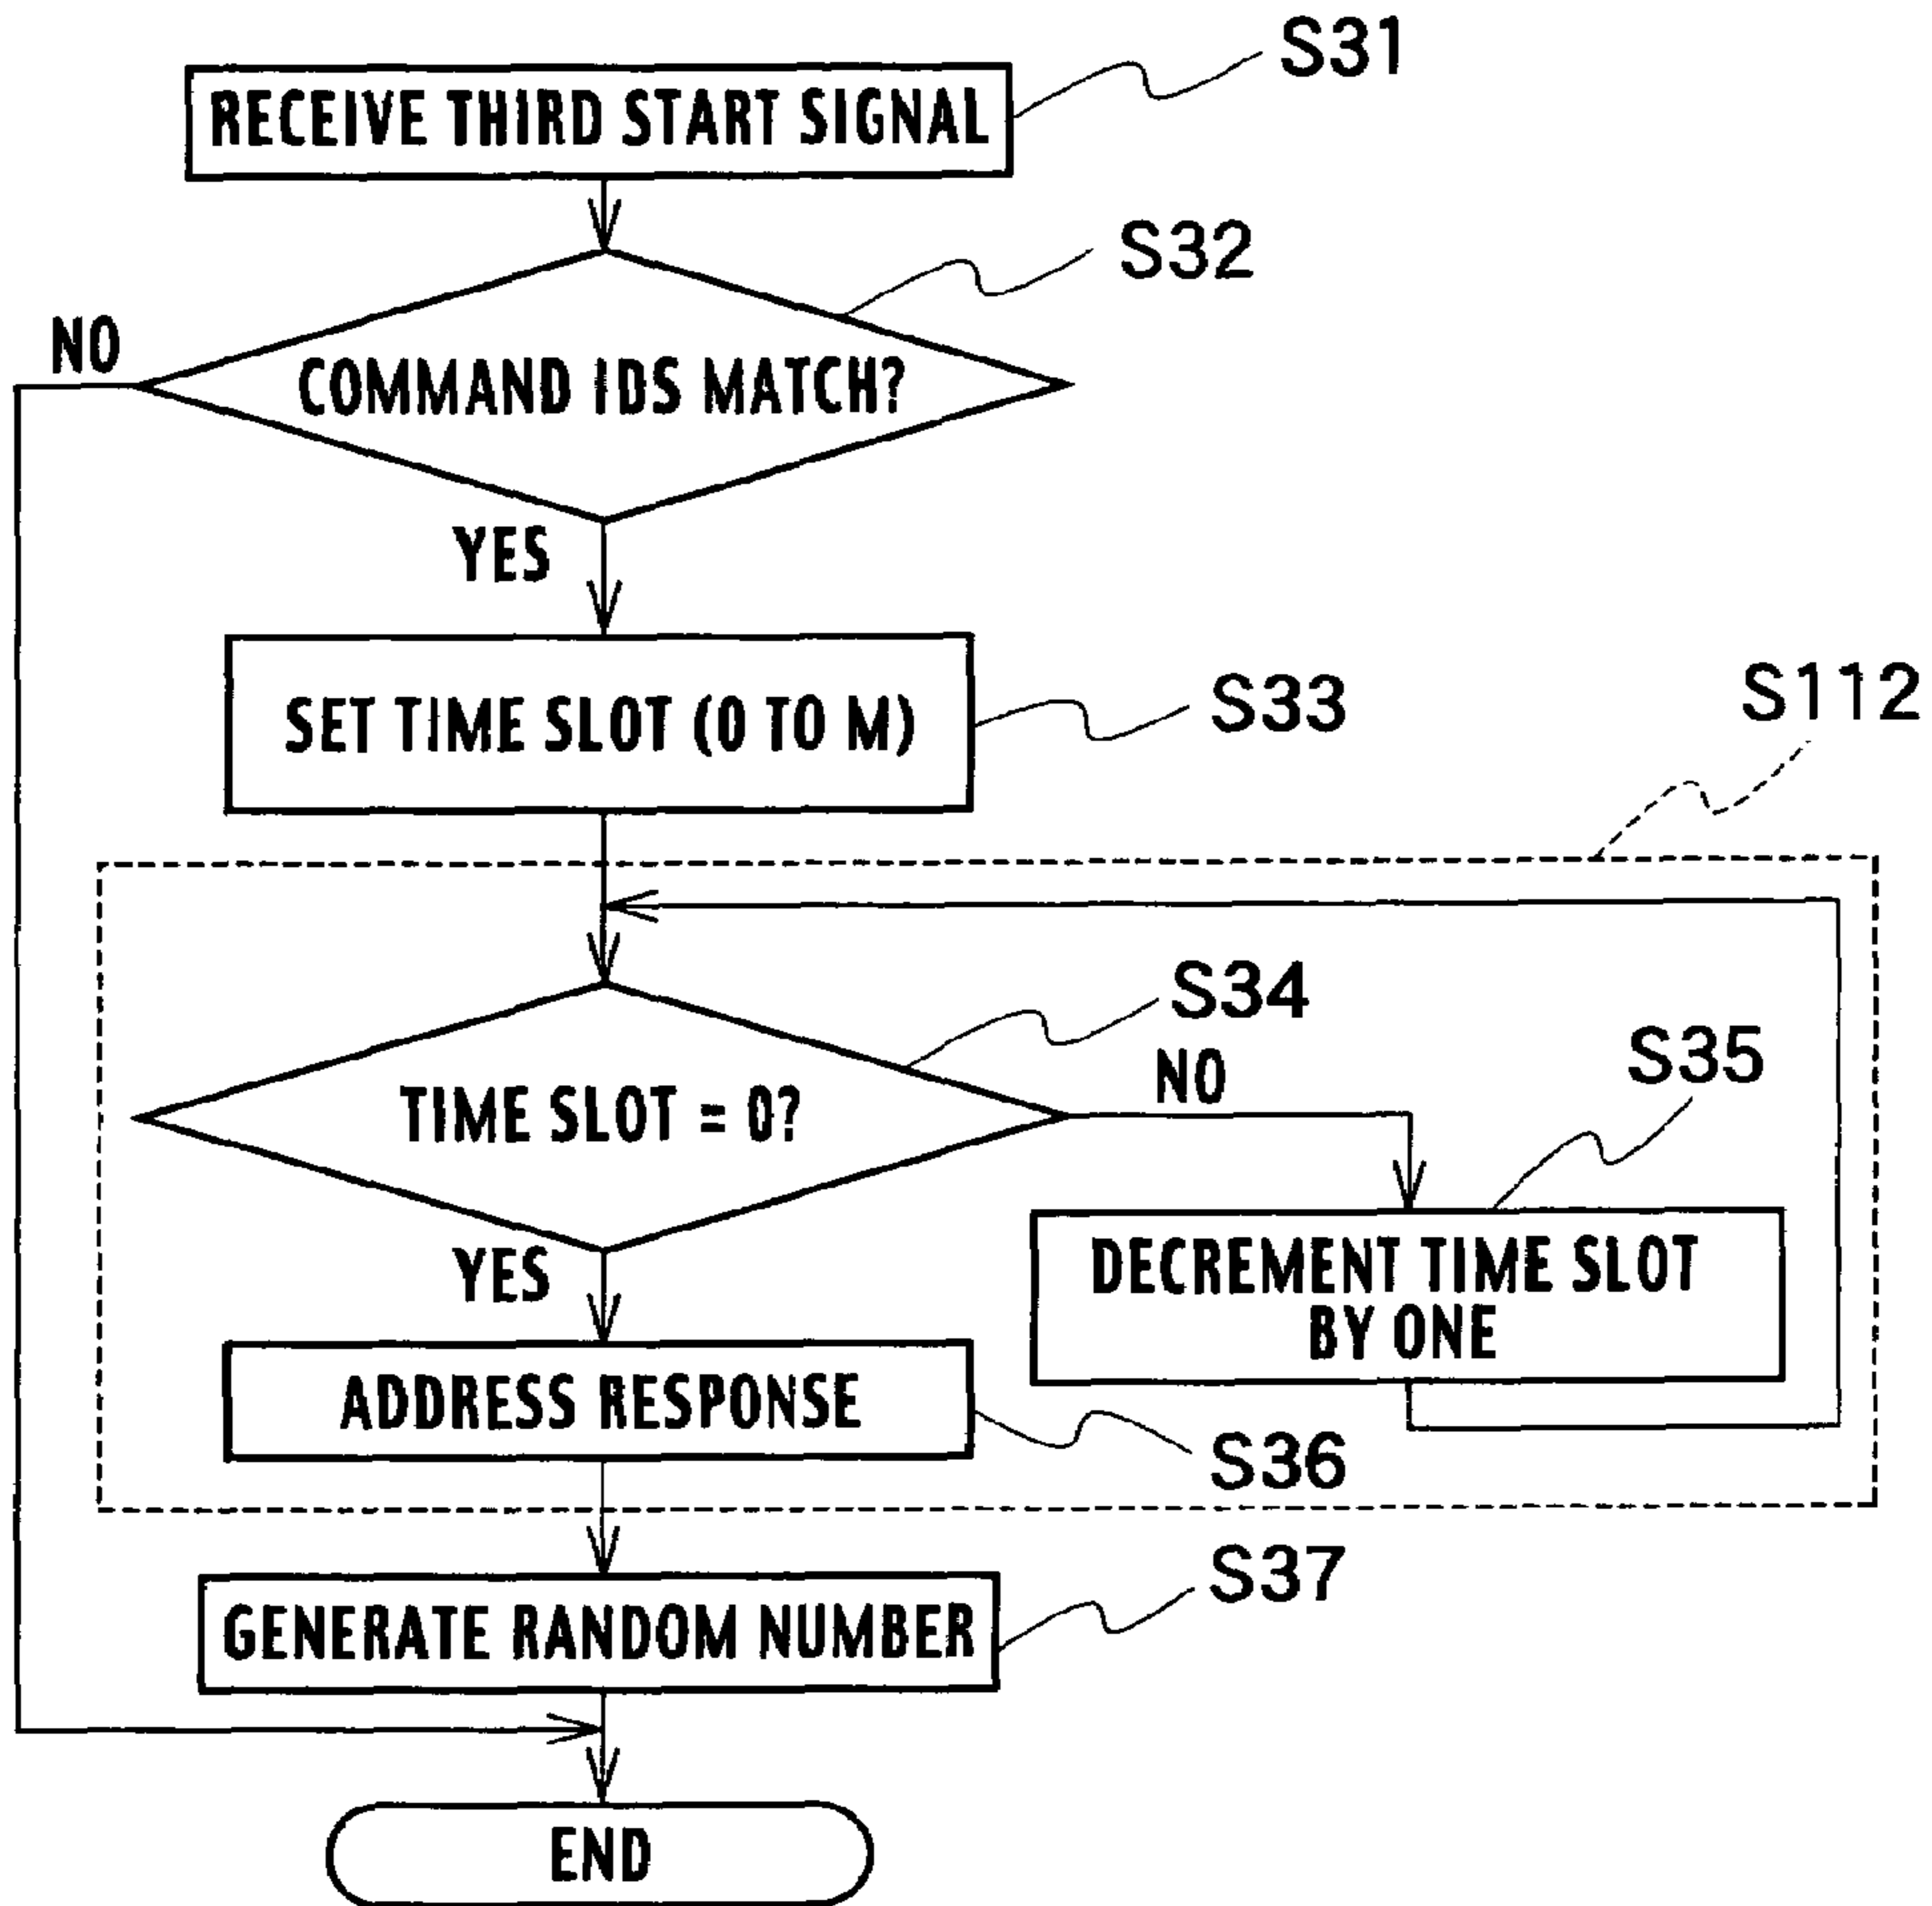 S31
RECEIVE THIRD START SIGNAL
S32
NO
COMMAND IDS MATCH?
YES
SET TIME SLOT (0 TO M)
S33
S112
S34
S35
NO
TIME SLOT = 0?
YES
DECREMENT TIME SLOT
BY ONE
ADDRESS RESPONSE
S36
S37
GENERATE RANDOM NUMBER
END